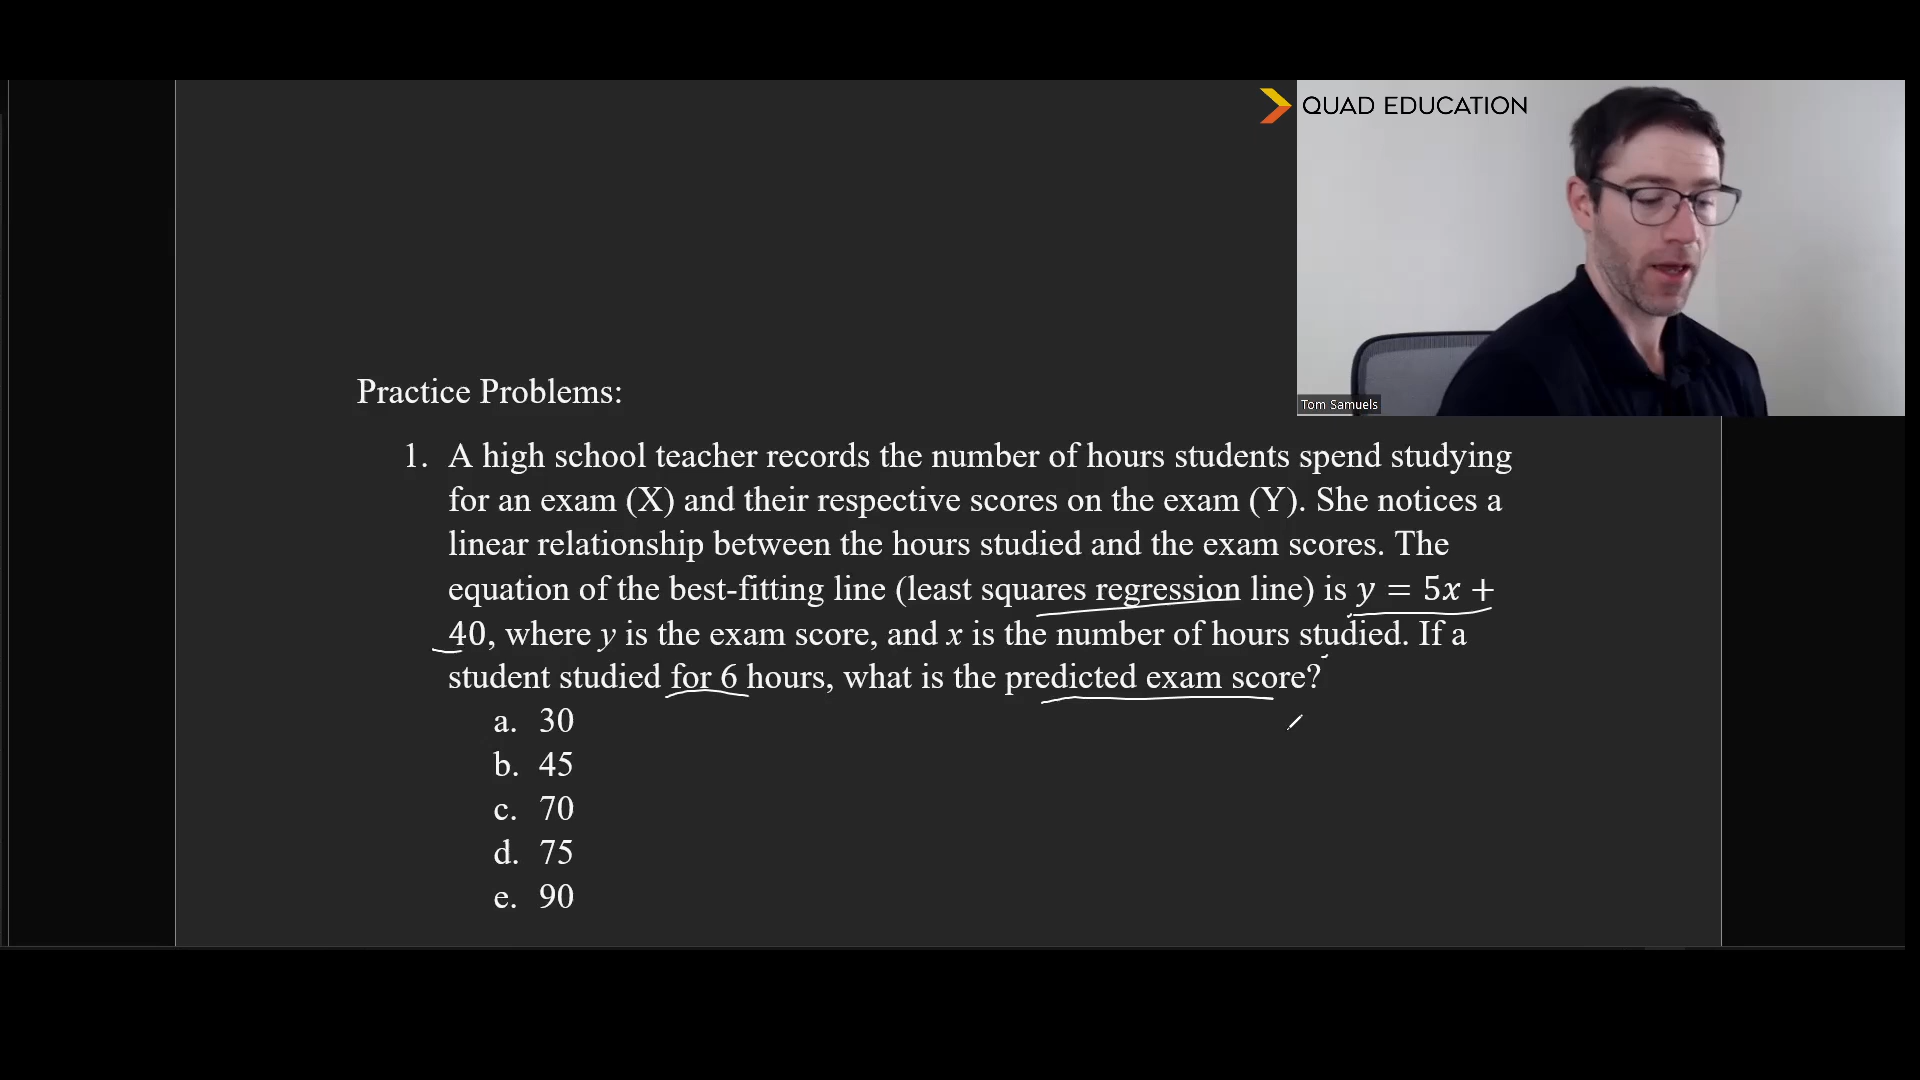 QUAD EDUCATION
Tom Samuels
Practice Problems:
1. A high school teacher records the number of hours students spend studying
for an exam (X) and their respective scores on the exam (Y). She notices a
linear relationship between the hours studied and the exam scores. The
equation of the best-fitting line (least squares regression line) is y = 5x +
40, where y is the exam score, and x is the number of hours studied. If a
student studied for 6 hours, what is the predicted exam score?
a. 30
b. 45
c. 70
d. 75
e. 90